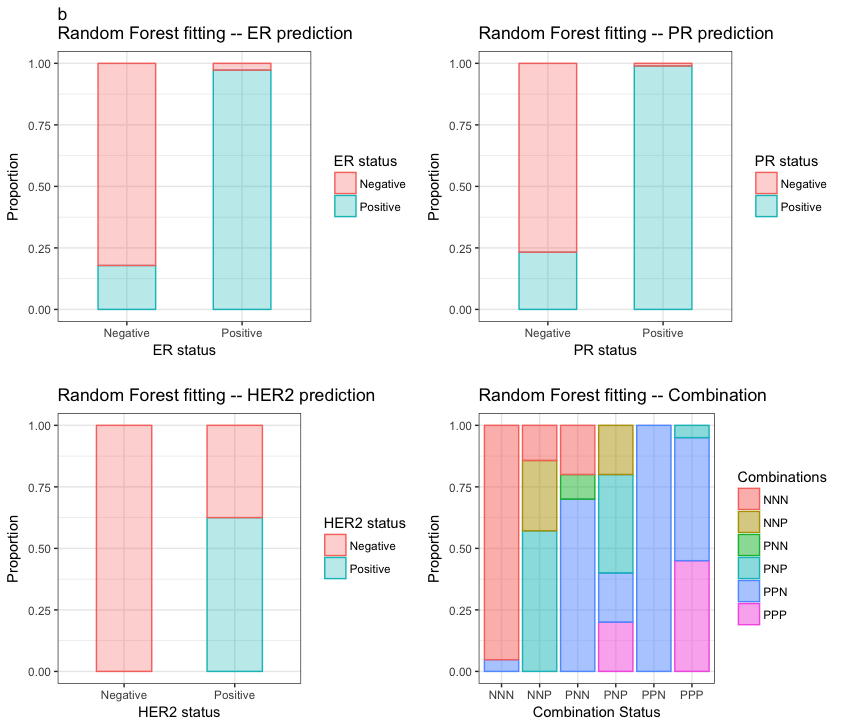 b
Random Forest fitting -- ER prediction
1.00
0.75
0.50
0.25
0.00
Proportion
Negative
Positive
ER status
ER status
Negative
Positive
Random Forest fitting -- PR prediction
1.00
0.75
0.50
0.25
0.00
Proportion
Negative
Positive
PR status
PR status
Negative
Positive
Random Forest fitting -- HER2 prediction
1.00
0.75
0.50
0.25
0.00
Proportion
Negative
Positive
HER2 status
HER2 status
Negative
Positive
Random Forest fitting -- Combination
1.00
0.75
0.50
0.25
0.00
Proportion
NNN
NNP
PNN
PNP
PPN
PPP
Combination Status
Combinations
NNN
NNP
PNN
PNP
PPN
PPP